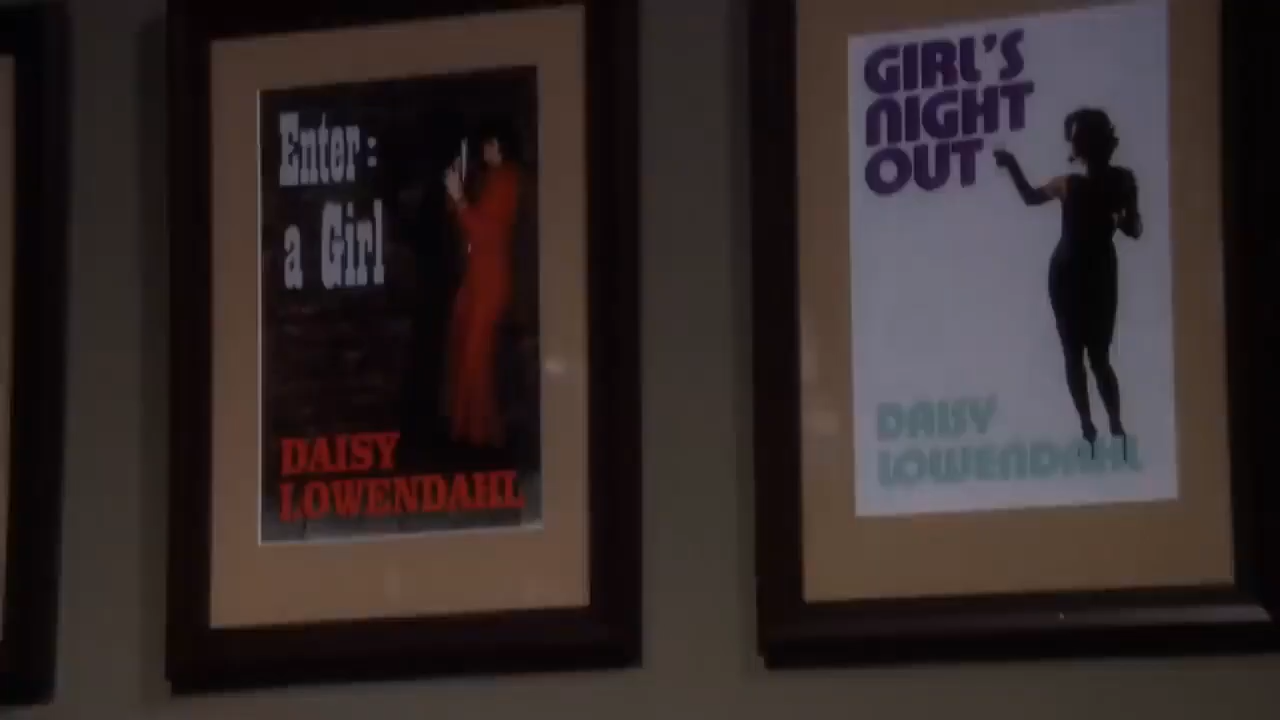 Enter:
a Girl
DAISY
LOWENDAHL
GIRL'S
NIGHT
OUT
DAISY
LOWENDAHL